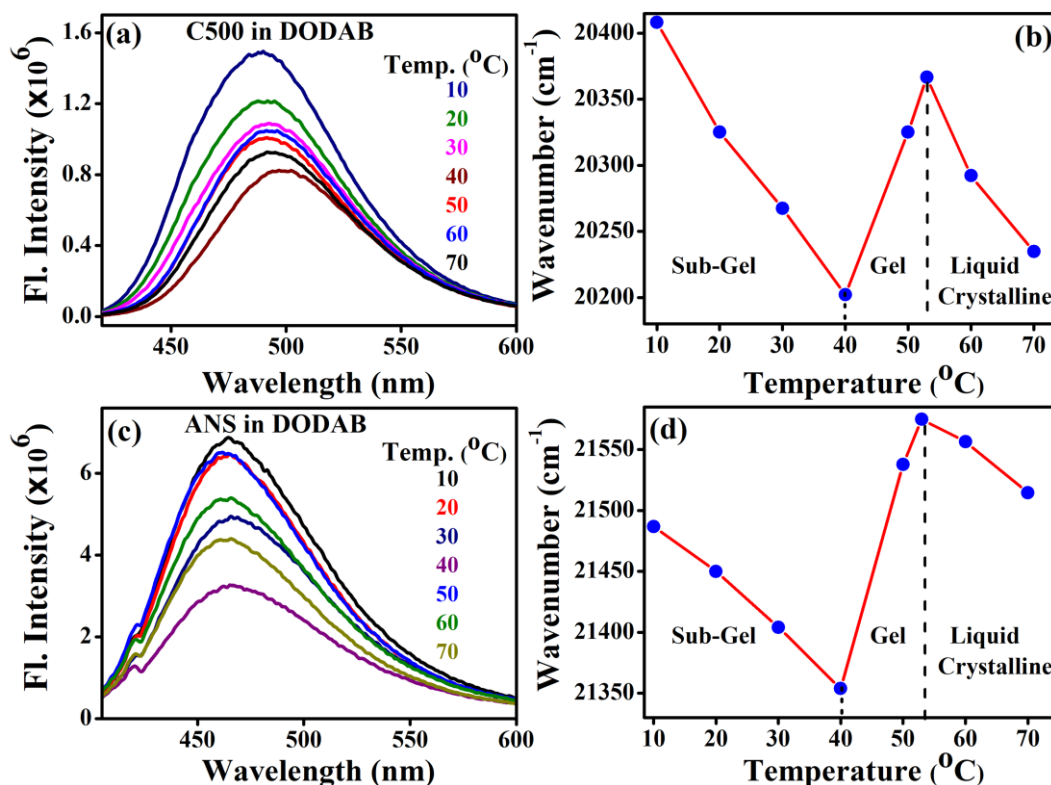 (a)
C500 in DODAB
Temp. (°C)
10
20
30
40
50
60
70
Fl. Intensity (×10⁶)
1.6
1.2
0.8
0.4
0.0
450 500 550 600
Wavelength (nm)
(b)
Wavenumber (cm⁻¹)
20400
20350
20300
20250
20200
Sub-Gel
Gel
Liquid
Crystalline
10 20 30 40 50 60 70
Temperature (°C)
(c)
ANS in DODAB
Temp. (°C)
10
20
30
40
50
60
70
Fl. Intensity (×10⁶)
6
4
2
0
450 500 550 600
Wavelength (nm)
(d)
Wavenumber (cm⁻¹)
21550
21500
21450
21400
21350
Sub-Gel
Gel
Liquid
Crystalline
10 20 30 40 50 60 70
Temperature (°C)